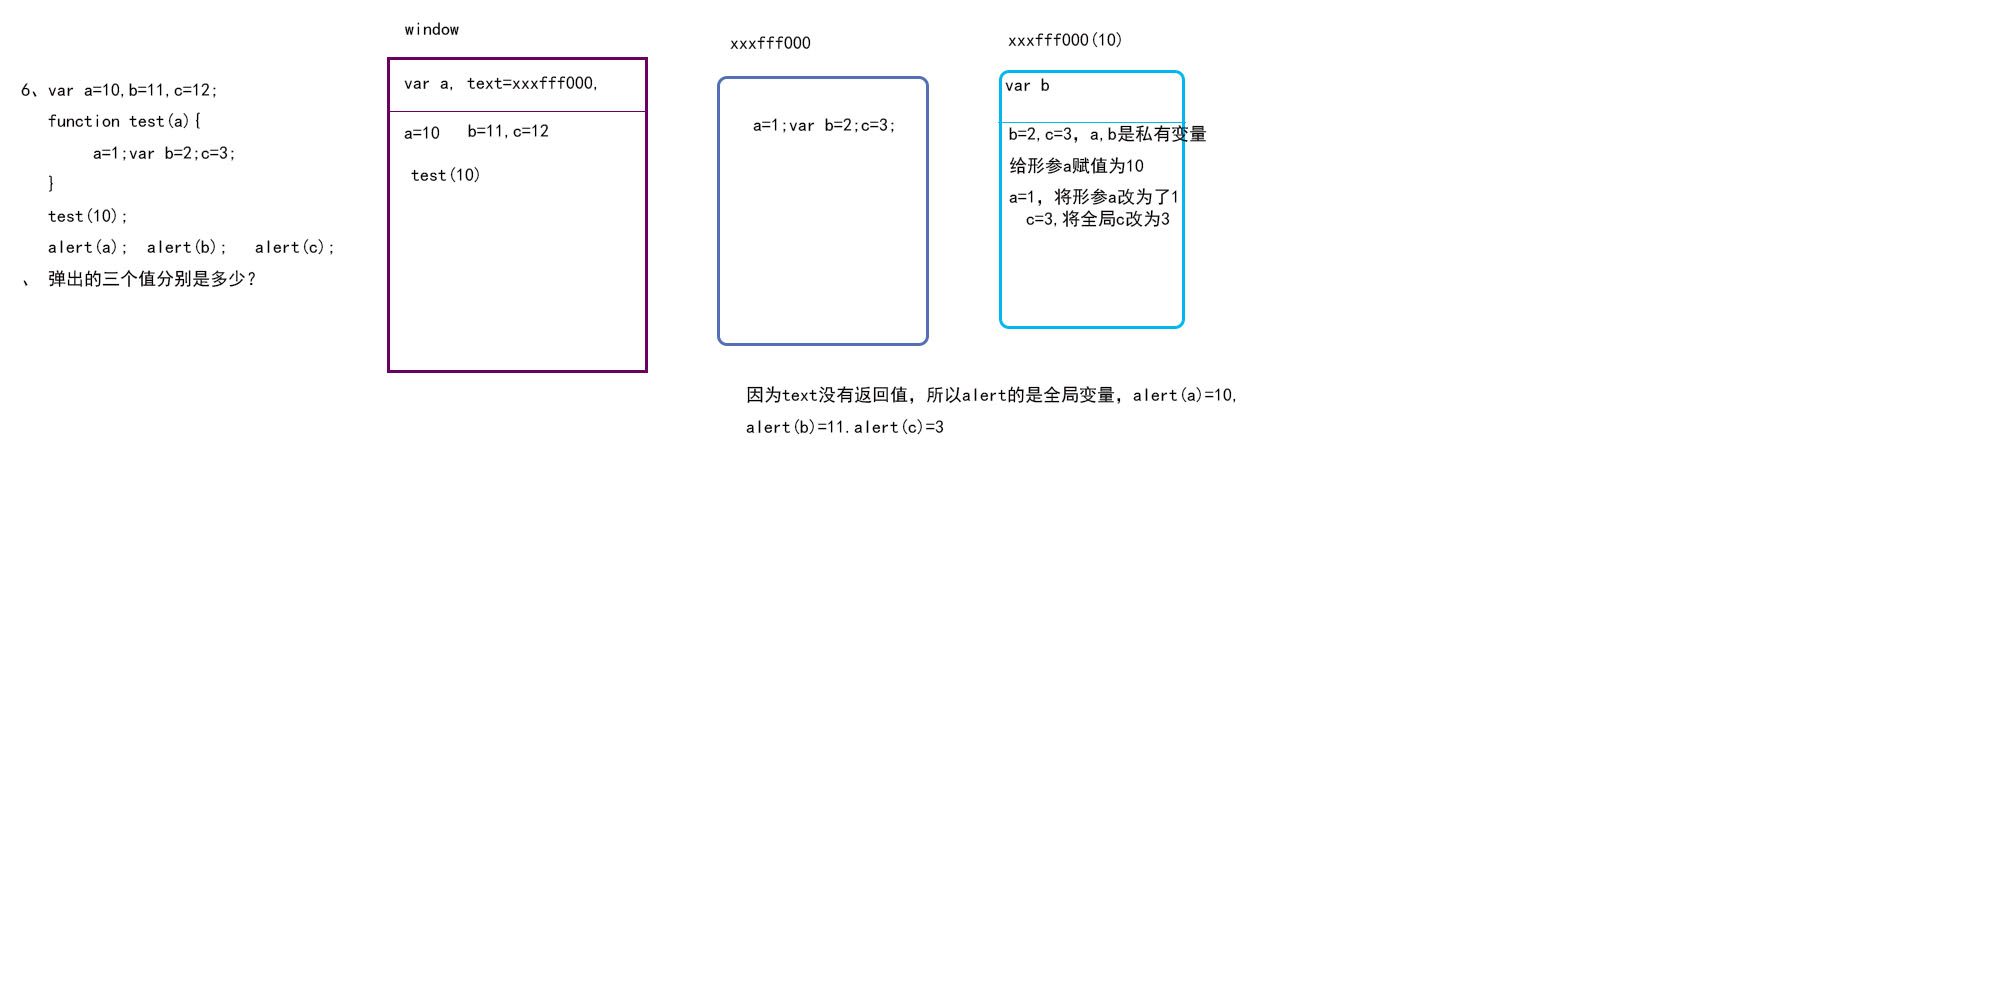 6、var a=10,b=11,c=12;
function test(a){
a=1;var b=2;c=3;
}
test(10);
alert(a); alert(b); alert(c);
、 弹出的三个值分别是多少?
window
var a, text=xxxfff000,
a=10 b=11,c=12
test(10)
xxxfff000
a=1;var b=2;c=3;
xxxfff000(10)
var b
b=2,c=3, a,b是私有变量
给形参a赋值为10
a=1, 将形参a改为了1
c=3,将全局c改为3
因为text没有返回值，所以alert的是全局变量，alert(a)=10,
alert(b)=11.alert(c)=3